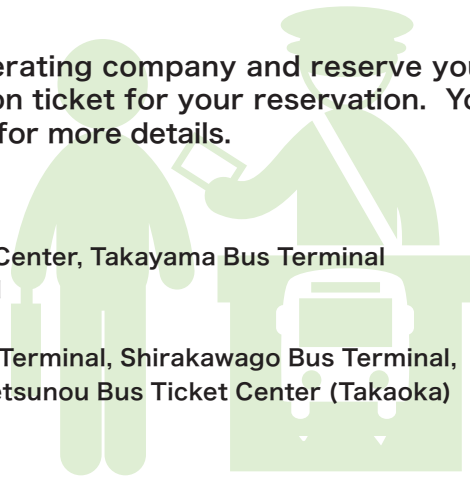 erating company and reserve you
on ticket for your reservation. Yo
for more details.
Center, Takayama Bus Terminal
Terminal, Shirakawago Bus Terminal,
etsunou Bus Ticket Center (Takaoka)